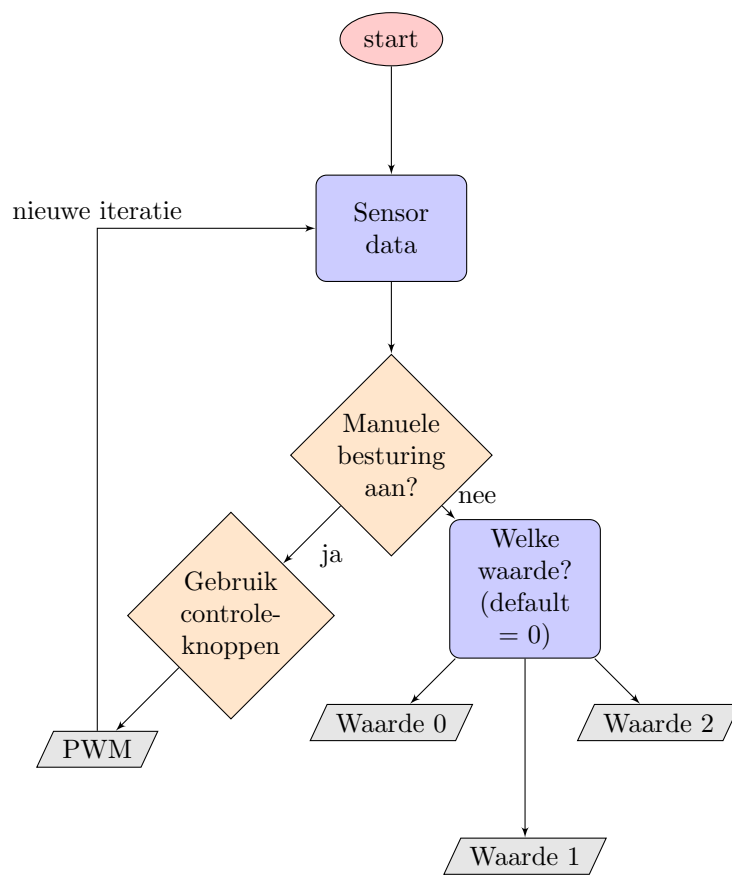 start
Sensor
data
nieuwe iteratie
Manuele
besturing
aan?
nee
ja
Welke
waarde?
(default
= 0)
Gebruik
controle-
knoppen
PWM
Waarde 0
Waarde 2
Waarde 1